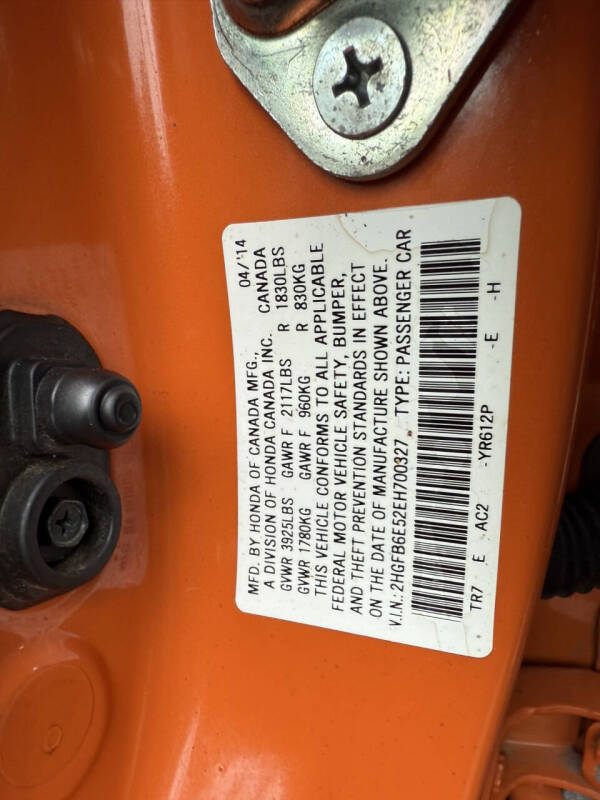 MFD. BY HONDA OF CANADA MFG., 04/'14
A DIVISION OF HONDA CANADA INC. CANADA
GVWR 3925LBS GAWR F 2117LBS R 1830LBS
GVWR 1780KG GAWR F 960KG R 830KG
THIS VEHICLE CONFORMS TO ALL APPLICABLE
FEDERAL MOTOR VEHICLE SAFETY, BUMPER,
AND THEFT PREVENTION STANDARDS IN EFFECT
ON THE DATE OF MANUFACTURE SHOWN ABOVE.
V.I.N.: 2HGFB6E52EH700327 TYPE: PASSENGER CAR
TR7 E AC2 -YR612P -E -H